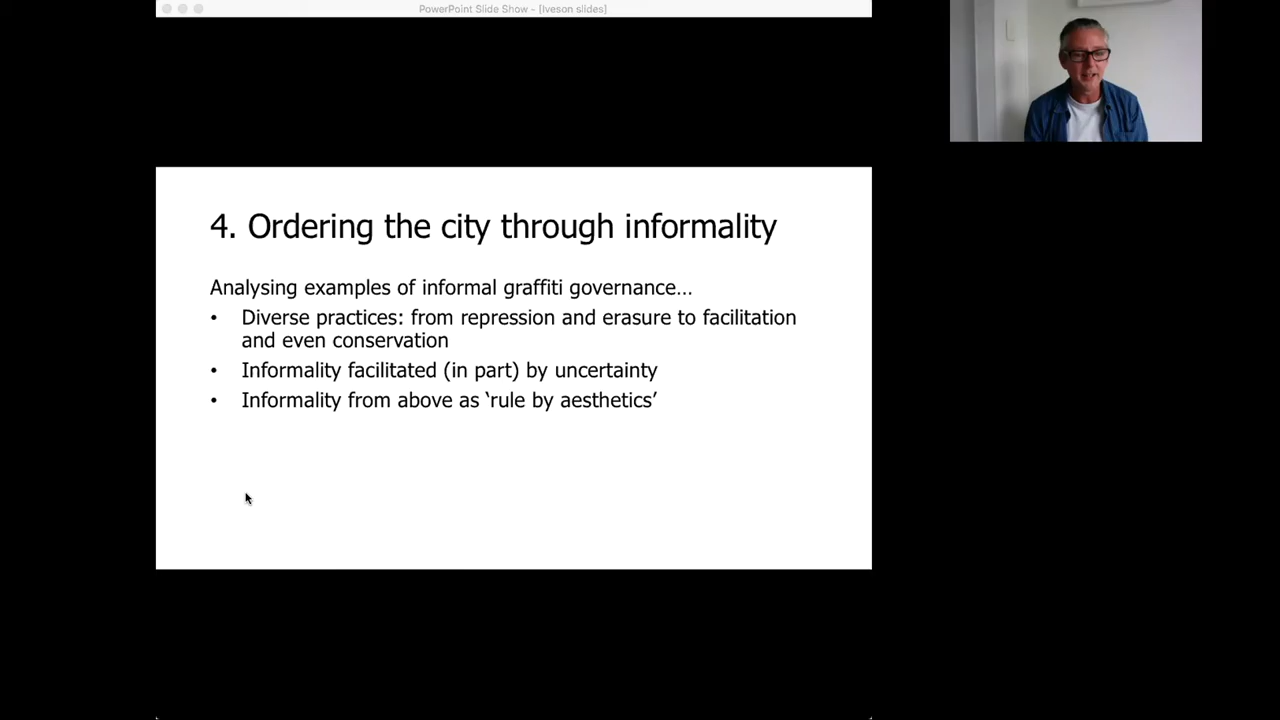 PowerPoint Slide Show - [Iveson slides]
4. Ordering the city through informality
Analysing examples of informal graffiti governance…
• Diverse practices: from repression and erasure to facilitation
and even conservation
• Informality facilitated (in part) by uncertainty
• Informality from above as ‘rule by aesthetics’